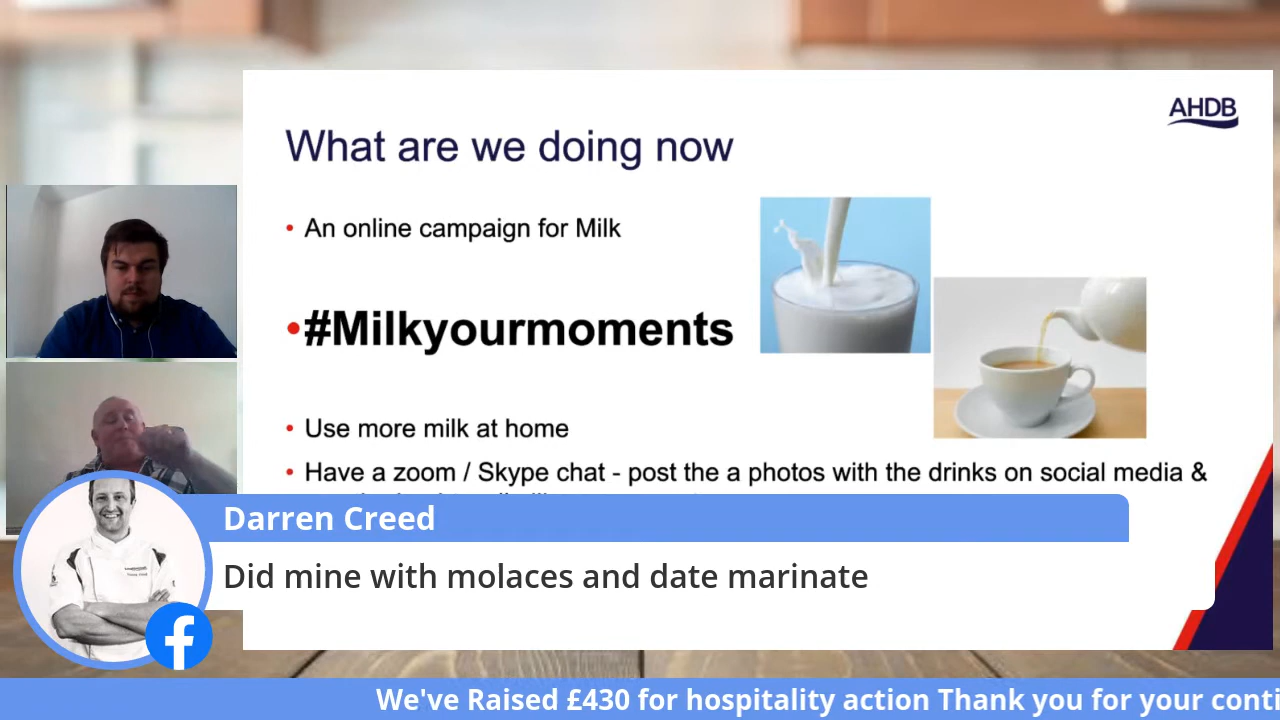 AHDB
What are we doing now
• An online campaign for Milk
• #Milkyourmoments
• Use more milk at home
• Have a zoom / Skype chat - post the a photos with the drinks on social media &
Darren Creed
Did mine with molaces and date marinate
We've Raised £430 for hospitality action Thank you for your conti